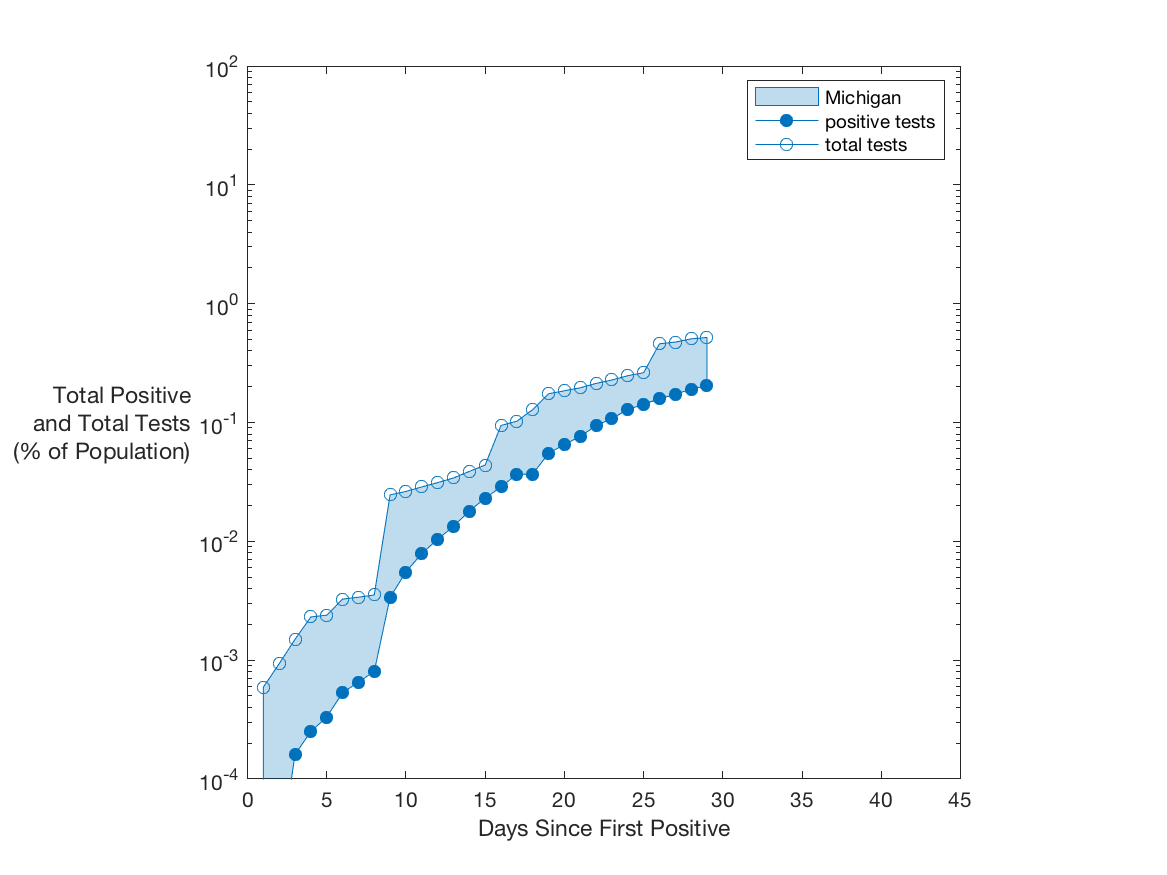 10^2
10^1
10^0
10^-1
10^-2
10^-3
10^-4
Total Positive
and Total Tests
(% of Population)
Michigan
positive tests
total tests
0 5 10 15 20 25 30 35 40 45
Days Since First Positive